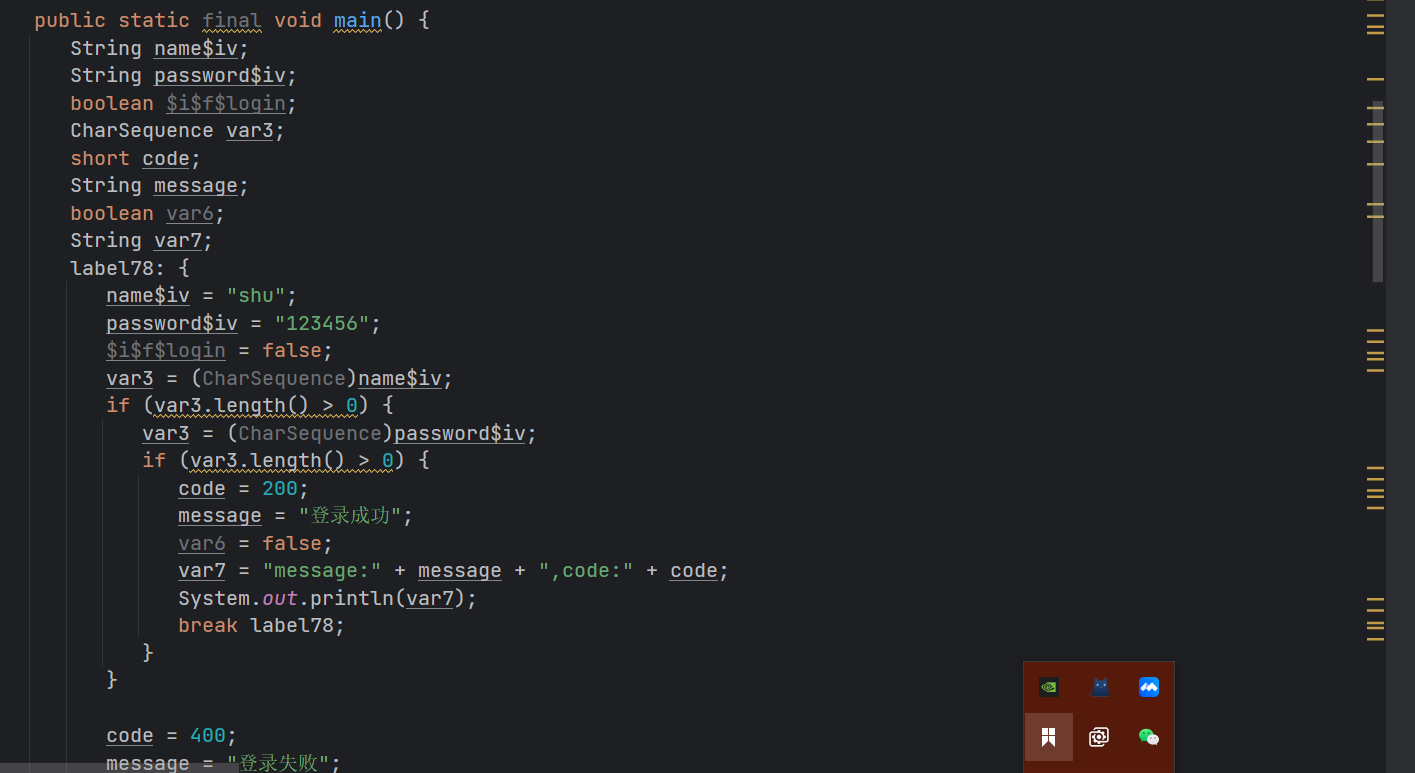 public static final void main() {
String name$iv;
String password$iv;
boolean $i$f$login;
CharSequence var3;
short code;
String message;
boolean var6;
String var7;
label78: {
name$iv = "shu";
password$iv = "123456";
$i$f$login = false;
var3 = (CharSequence)name$iv;
if (var3.length() > 0) {
var3 = (CharSequence)password$iv;
if (var3.length() > 0) {
code = 200;
message = "登录成功";
var6 = false;
var7 = "message:" + message + ",code:" + code;
System.out.println(var7);
break label78;
}
}
code = 400;
message = "登录失败";